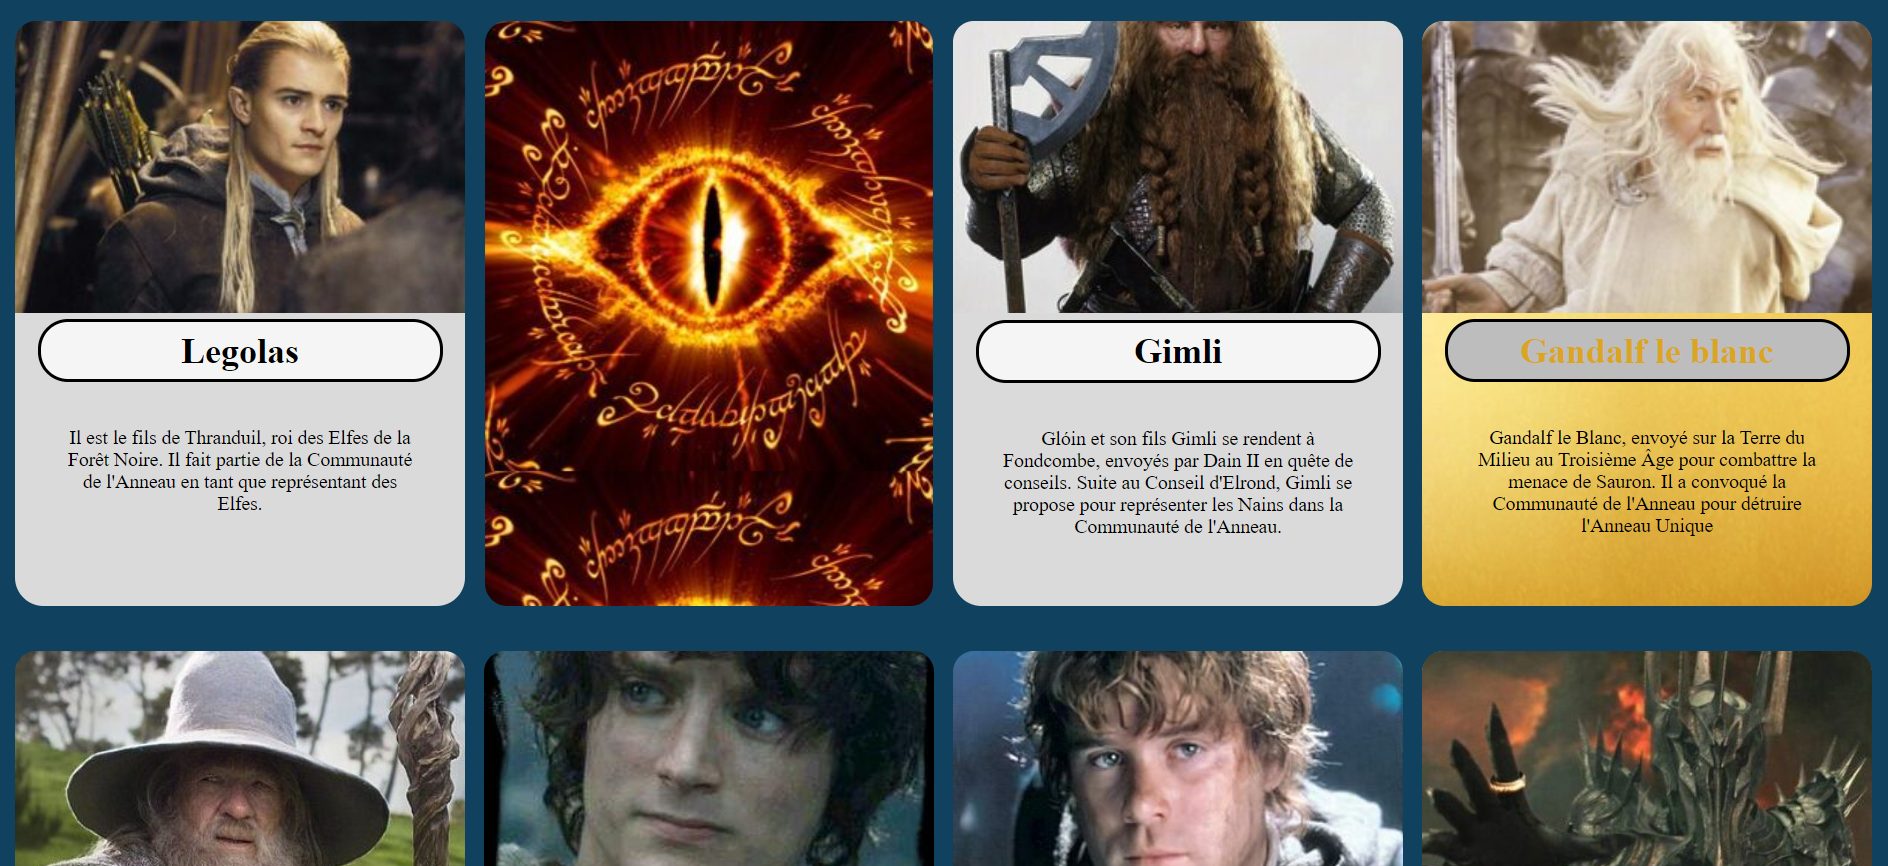 Legolas
Il est le fils de Thranduil, roi des Elfes de la
Forêt Noire. Il fait partie de la Communauté
de l'Anneau en tant que représentant des
Elfes.
Gimli
Glóin et son fils Gimli se rendent à
Fondcombe, envoyés par Dain II en quête de
conseils. Suite au Conseil d'Elrond, Gimli se
propose pour représenter les Nains dans la
Communauté de l'Anneau.
Gandalf le blanc
Gandalf le Blanc, envoyé sur la Terre du
Milieu au Troisième Âge pour combattre la
menace de Sauron. Il a convoqué la
Communauté de l'Anneau pour détruire
l'Anneau Unique